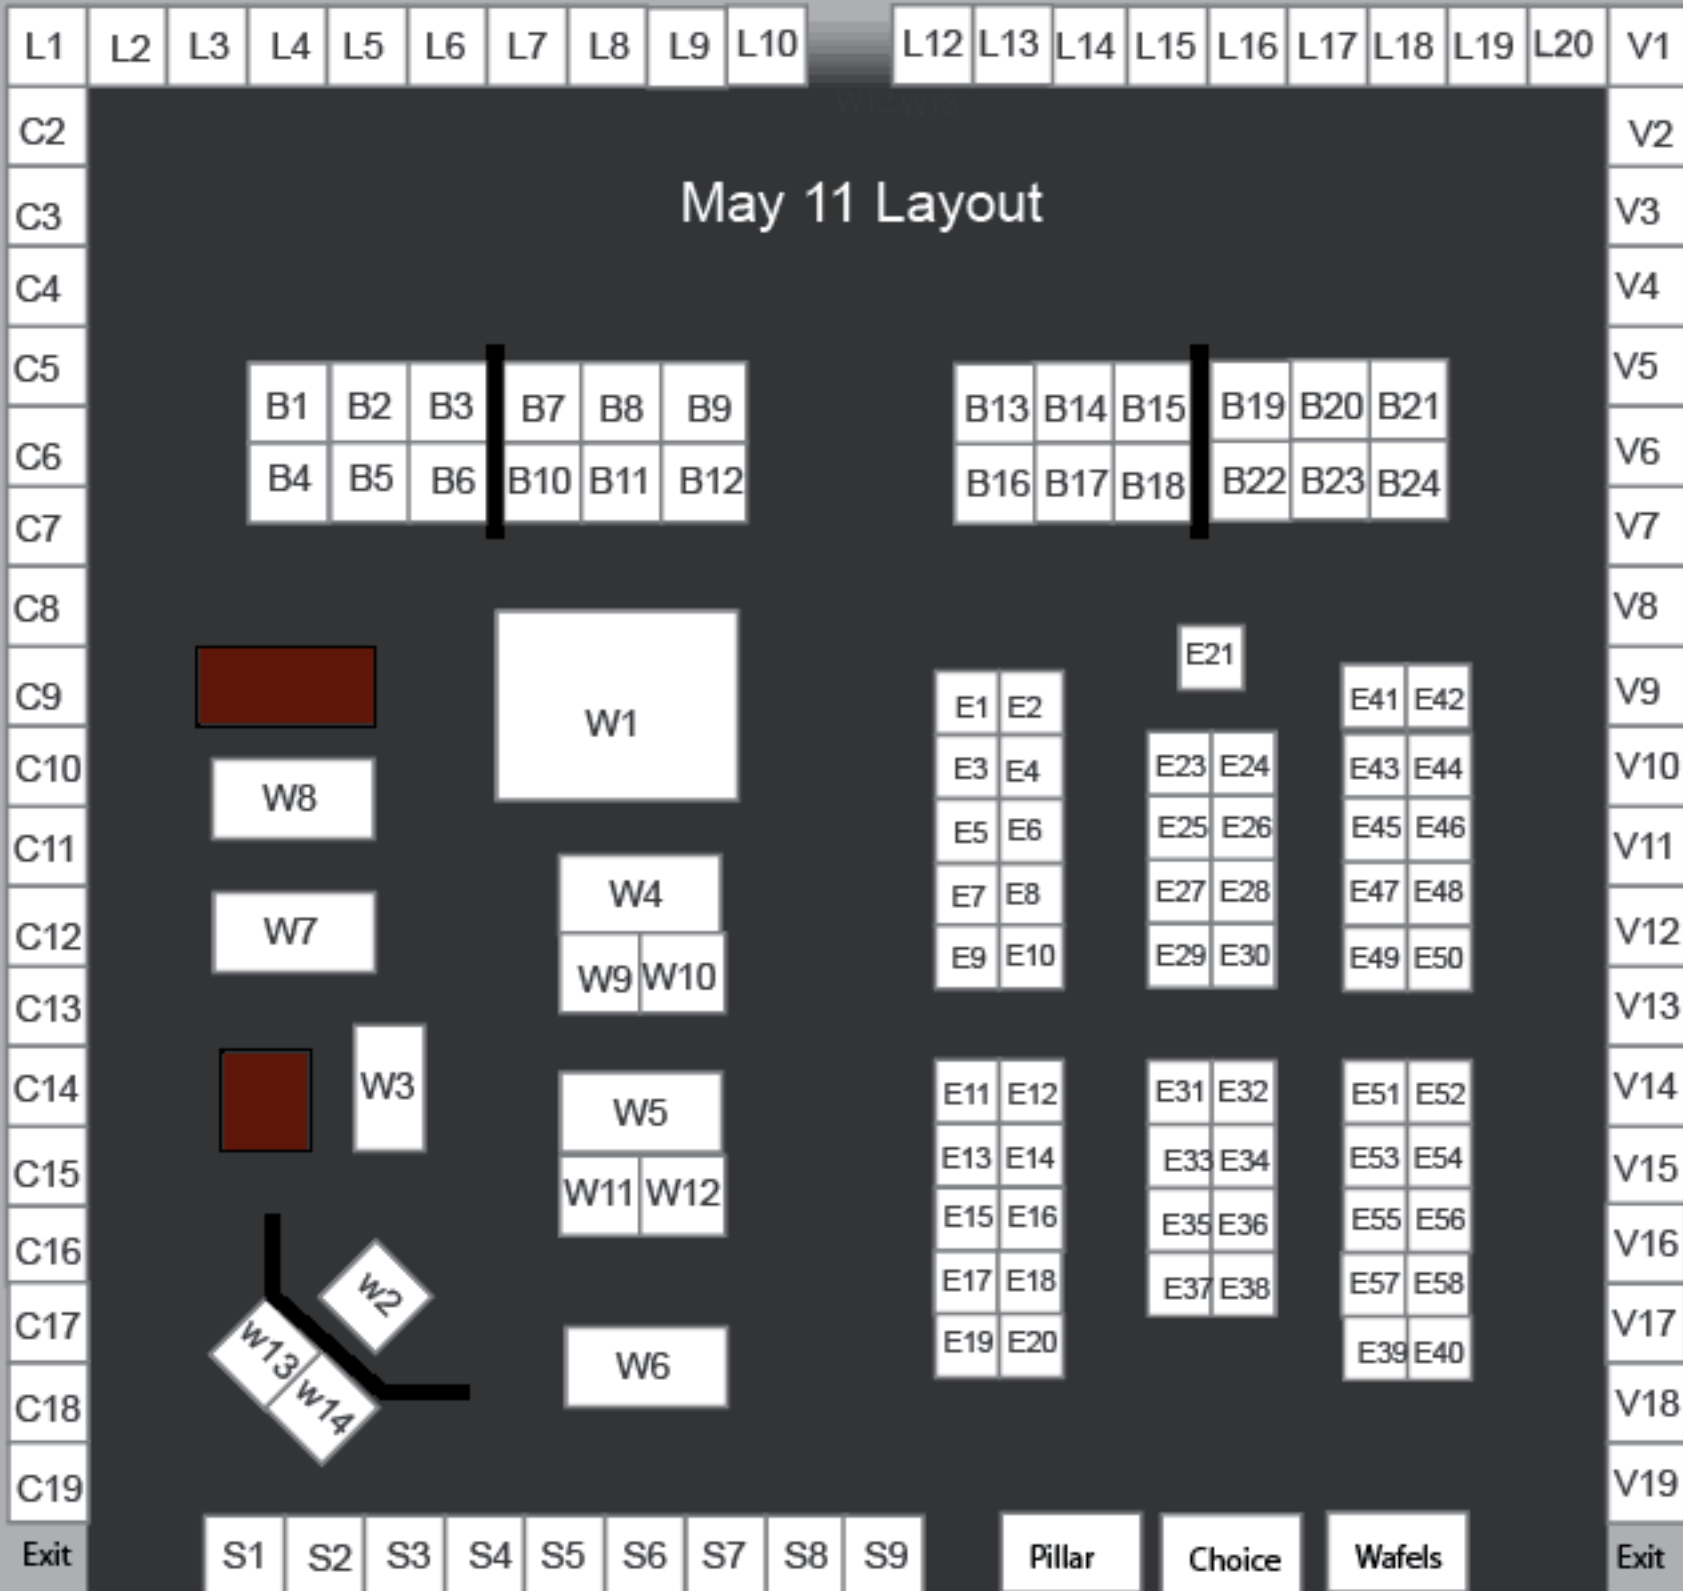 L1 L2 L3 L4 L5 L6 L7 L8 L9 L10 L12 L13 L14 L15 L16 L17 L18 L19 L20 V1
W12 W13
C2 V2
May 11 Layout
C3 V3
C4 V4
C5 V5
B1 B2 B3 B7 B8 B9 B13 B14 B15 B19 B20 B21
C6 V6
B4 B5 B6 B10 B11 B12 B16 B17 B18 B22 B23 B24
C7 V7
C8 V8
E21
C9 V9
W1 E1 E2 E41 E42
C10 V10
W8 E3 E4 E23 E24 E43 E44
C11 V11
E5 E6 E25 E26 E45 E46
W4 E7 E8 E27 E28 E47 E48
C12 V12
W7
W9 W10 E9 E10 E29 E30 E49 E50
C13 V13
C14 V14
W3 W5 E11 E12 E31 E32 E51 E52
C15 V15
E13 E14 E33 E34 E53 E54
W11 W12 E15 E16 E35 E36 E55 E56
C16 V16
w2 E17 E18 E37 E38 E57 E58
C17 V17
w13 W6 E19 E20 E39 E40
w14
C18 V18
C19 V19
Exit S1 S2 S3 S4 S5 S6 S7 S8 S9 Pillar Choice Wafels Exit